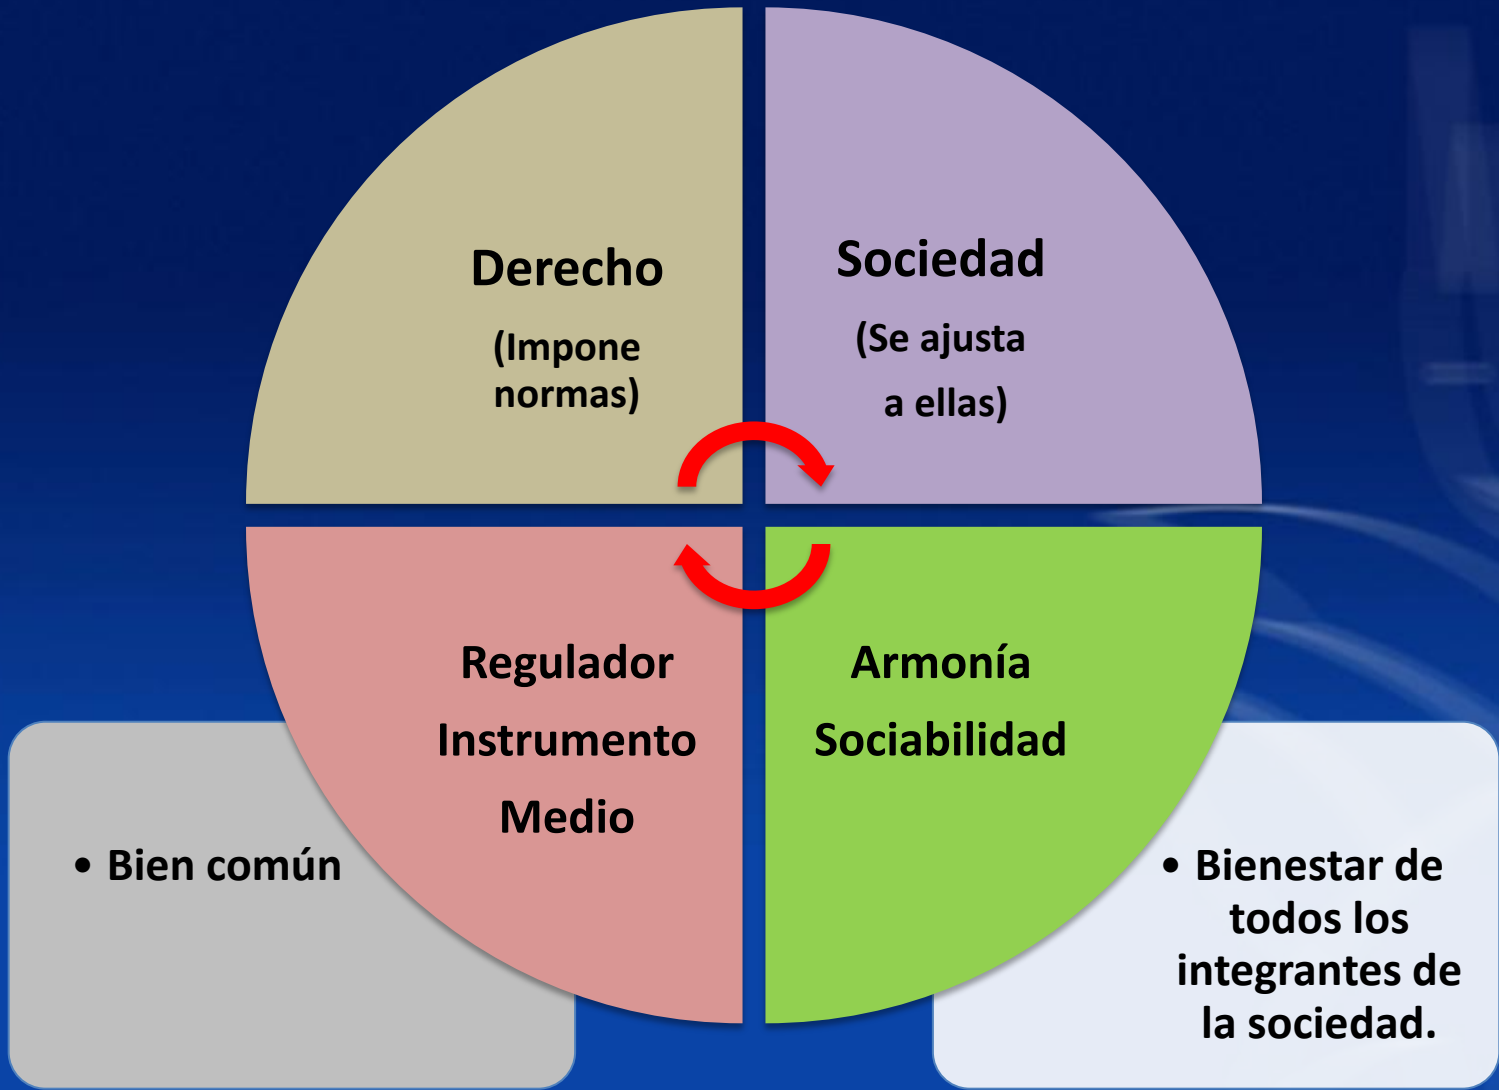 Derecho
(Impone
normas)
Sociedad
(Se ajusta
a ellas)
Regulador
Instrumento
Medio
Armonía
Sociabilidad
• Bien común
• Bienestar de
todos los
integrantes de
la sociedad.